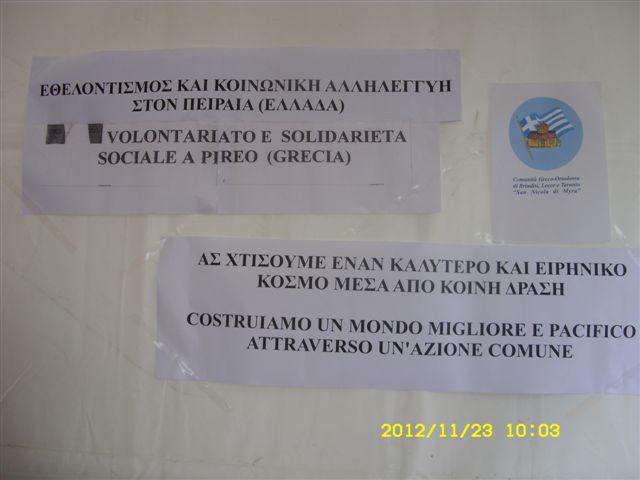 ΕΘΕΛΟΝΤΙΣΜΟΣ ΚΑΙ ΚΟΙΝΩΝΙΚΗ ΑΛΛΗΛΕΓΓΥΗ
ΣΤΟΝ ΠΕΙΡΑΙΑ (ΕΛΛΑΔΑ)
VOLONTARIATO E SOLIDARIETA
SOCIALE A PIREO (GRECIA)
Comunità Greco-Ortodossa
di Brindisi, Lecce e Taranto
"San Nicola di Myra"
ΑΣ ΧΤΙΣΟΥΜΕ ΕΝΑΝ ΚΑΛΥΤΕΡΟ ΚΑΙ ΕΙΡΗΝΙΚΟ
ΚΟΣΜΟ ΜΕΣΑ ΑΠΟ ΚΟΙΝΗ ΔΡΑΣΗ
COSTRUIAMO UN MONDO MIGLIORE E PACIFICO
ATTRAVERSO UN'AZIONE COMUNE
2012/11/23 10:03